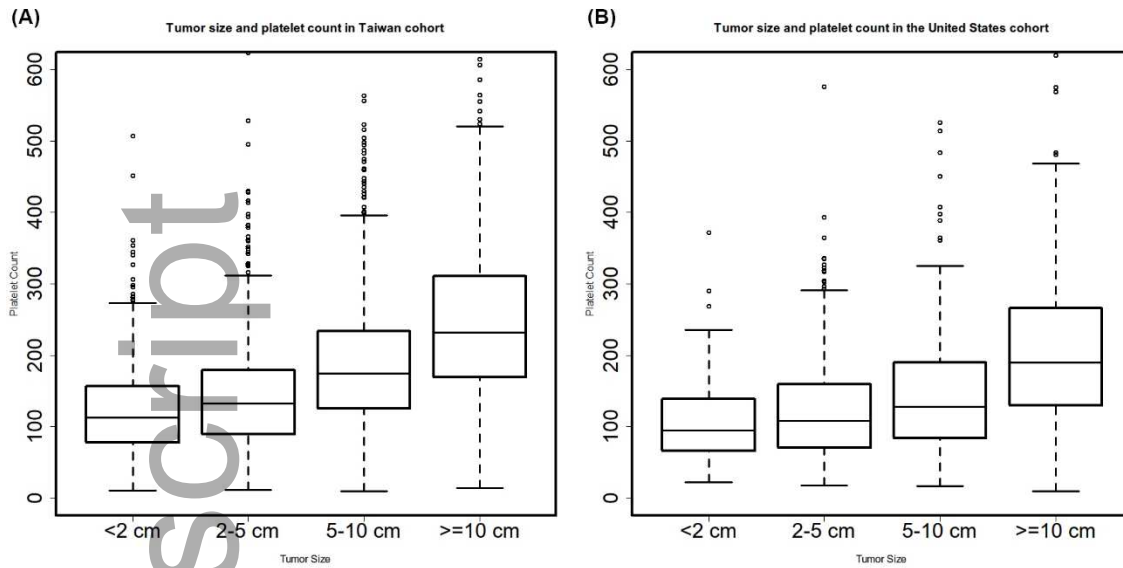 (A)
Tumor size and platelet count in Taiwan cohort
600
500
400
300
200
100
0
Platelet Count
<2 cm 2-5 cm 5-10 cm >=10 cm
Tumor Size
(B)
Tumor size and platelet count in the United States cohort
600
500
400
300
200
100
0
Platelet Count
<2 cm 2-5 cm 5-10 cm >=10 cm
Tumor Size
script